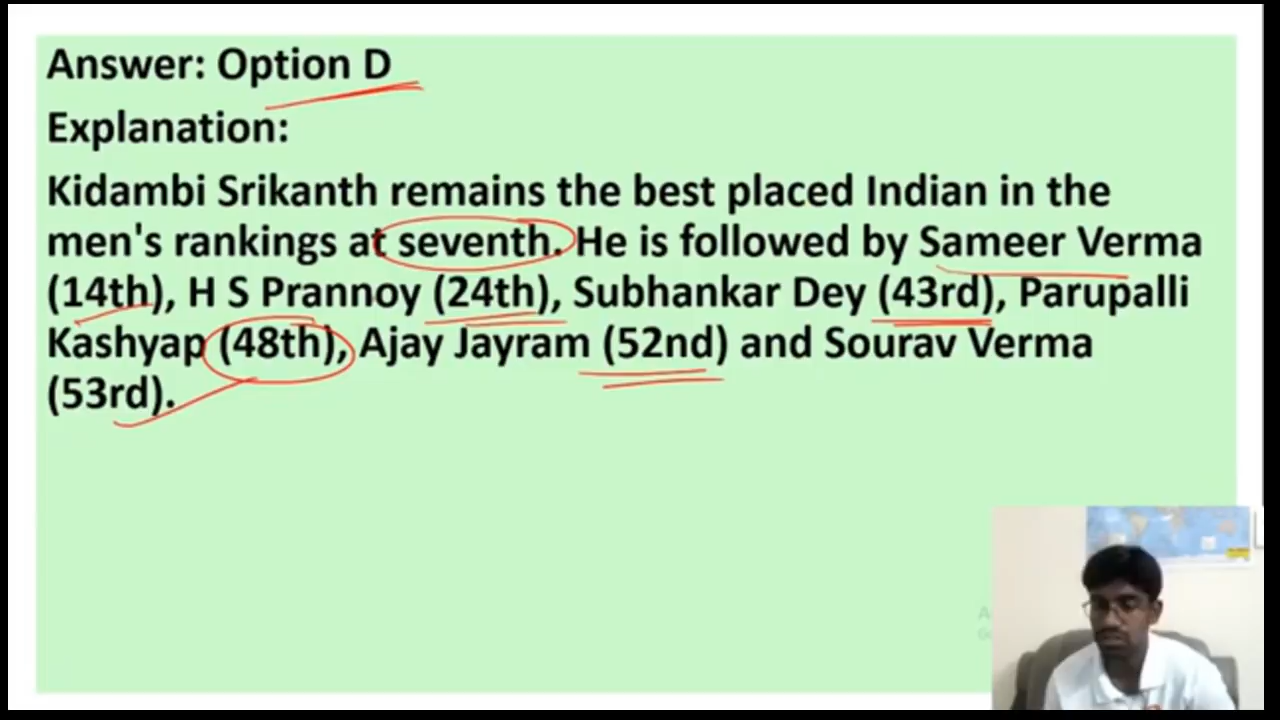 Answer: Option D
Explanation:
Kidambi Srikanth remains the best placed Indian in the
men's rankings at seventh. He is followed by Sameer Verma
(14th), H S Prannoy (24th), Subhankar Dey (43rd), Parupalli
Kashyap (48th), Ajay Jayram (52nd) and Sourav Verma
(53rd).